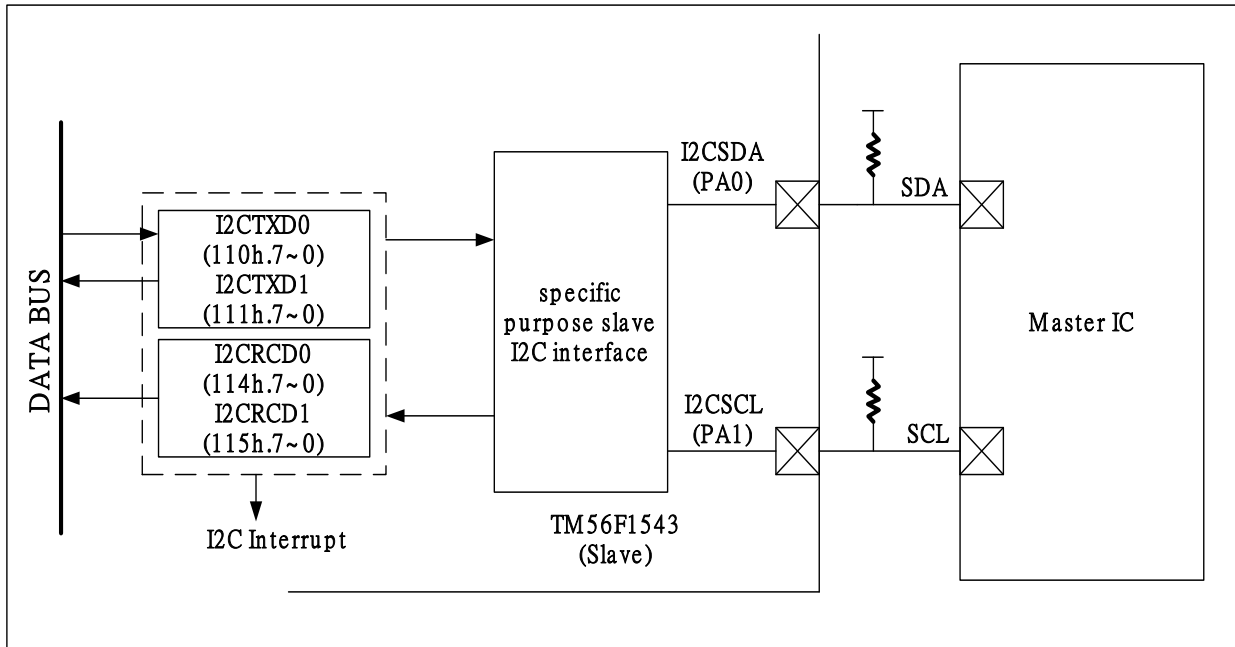 DATA BUS
I2CTXD0
(110h.7~0)
I2CTXD1
(111h.7~0)
I2CRCD0
(114h.7~0)
I2CRCD1
(115h.7~0)
I2C Interrupt
specific
purpose slave
I2C interface
TM56F1543
(Slave)
I2CSDA
(PA0)
I2CSCL
(PA1)
SDA
SCL
Master IC